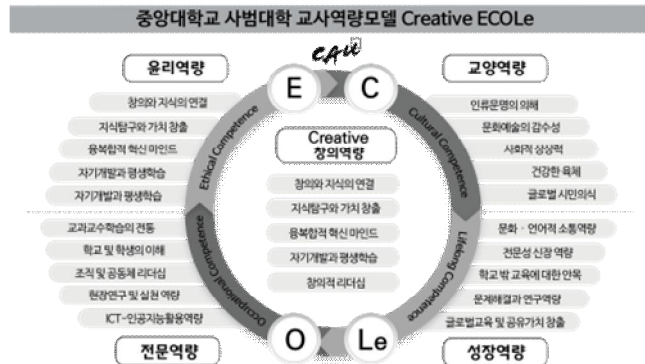 중앙대학교 사범대학 교사역량모델 Creative ECOLe
CAU
윤리역량
창의와 지식의 연결
지식탐구와 가치 창출
융복합적 혁신 마인드
자기개발과 평생학습
자기개발과 평생학습
E
C
교양역량
인류문명의 의해
문화예술의 감수성
사회적 상상력
건강한 육체
글로벌 시민의식
Ethical Competence
Cultural Competence
Creative
창의역량
창의와 지식의 연결
지식탐구와 가치 창출
융복합적 혁신 마인드
자기개발과 평생학습
창의적 리더십
교과교수학습의 전통
학교 및 학생의 이해
조직 및 공동체 리더십
현장연구 및 실천 역량
ICT-인공지능활용역량
전문역량
Occupational Competence
Lifelong Competence
O
Le
문화 · 언어적 소통역량
전문성 신장 역량
학교 밖 교육에 대한 안목
문제해결과 연구역량
글로벌교육 및 공유가치 창출
성장역량